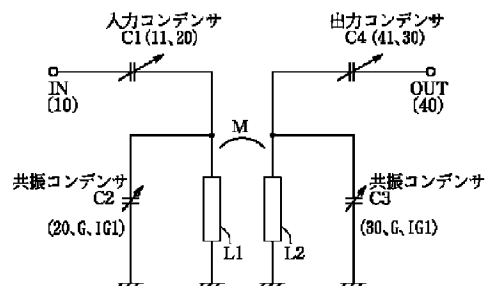 入力コンデンサ
C1(11、20)
出力コンデンサ
C4(41、30)
IN
(10)
OUT
(40)
M
共振コンデンサ
C2
(20、G、IG1)
共振コンデンサ
C3
(30、G、IG1)
L1
L2